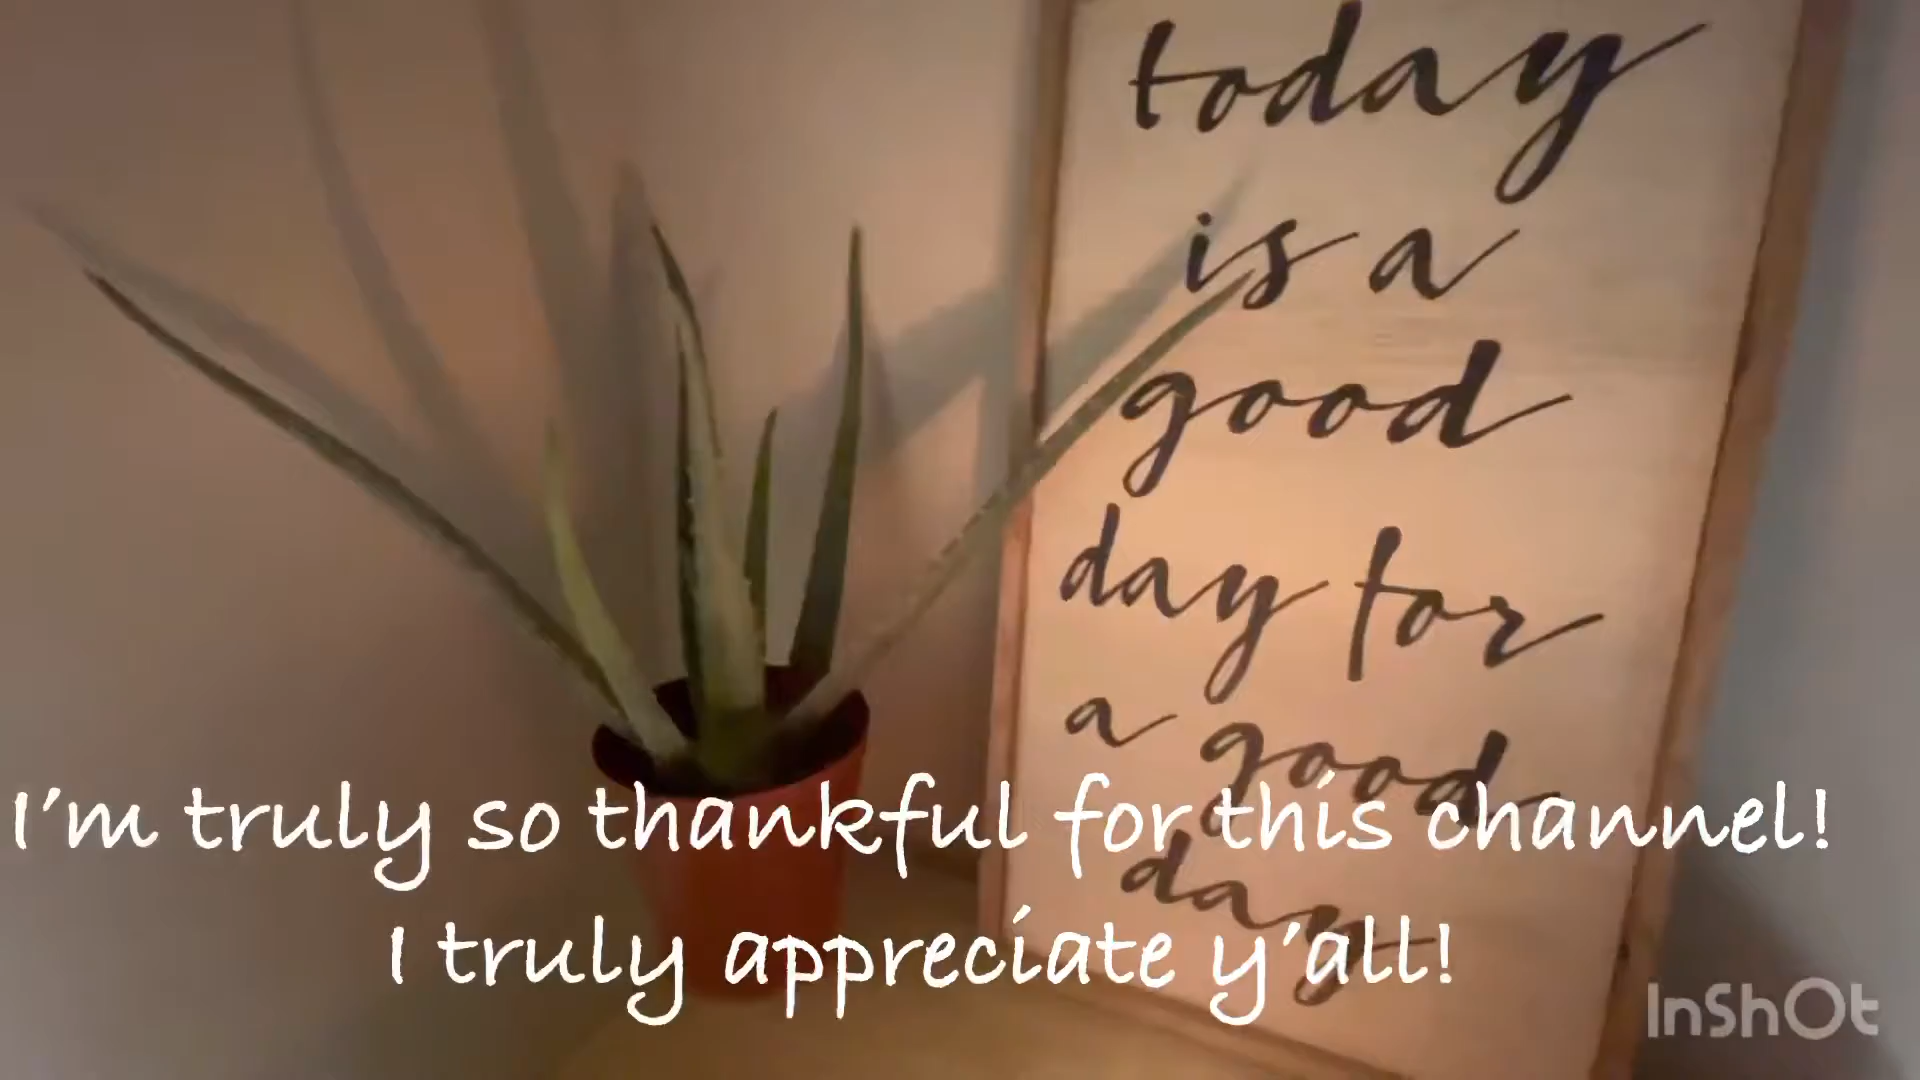 today
is a
good
day for
a good
day
I'm truly so thankful for this channel!
I truly appreciate y'all!
InShOt